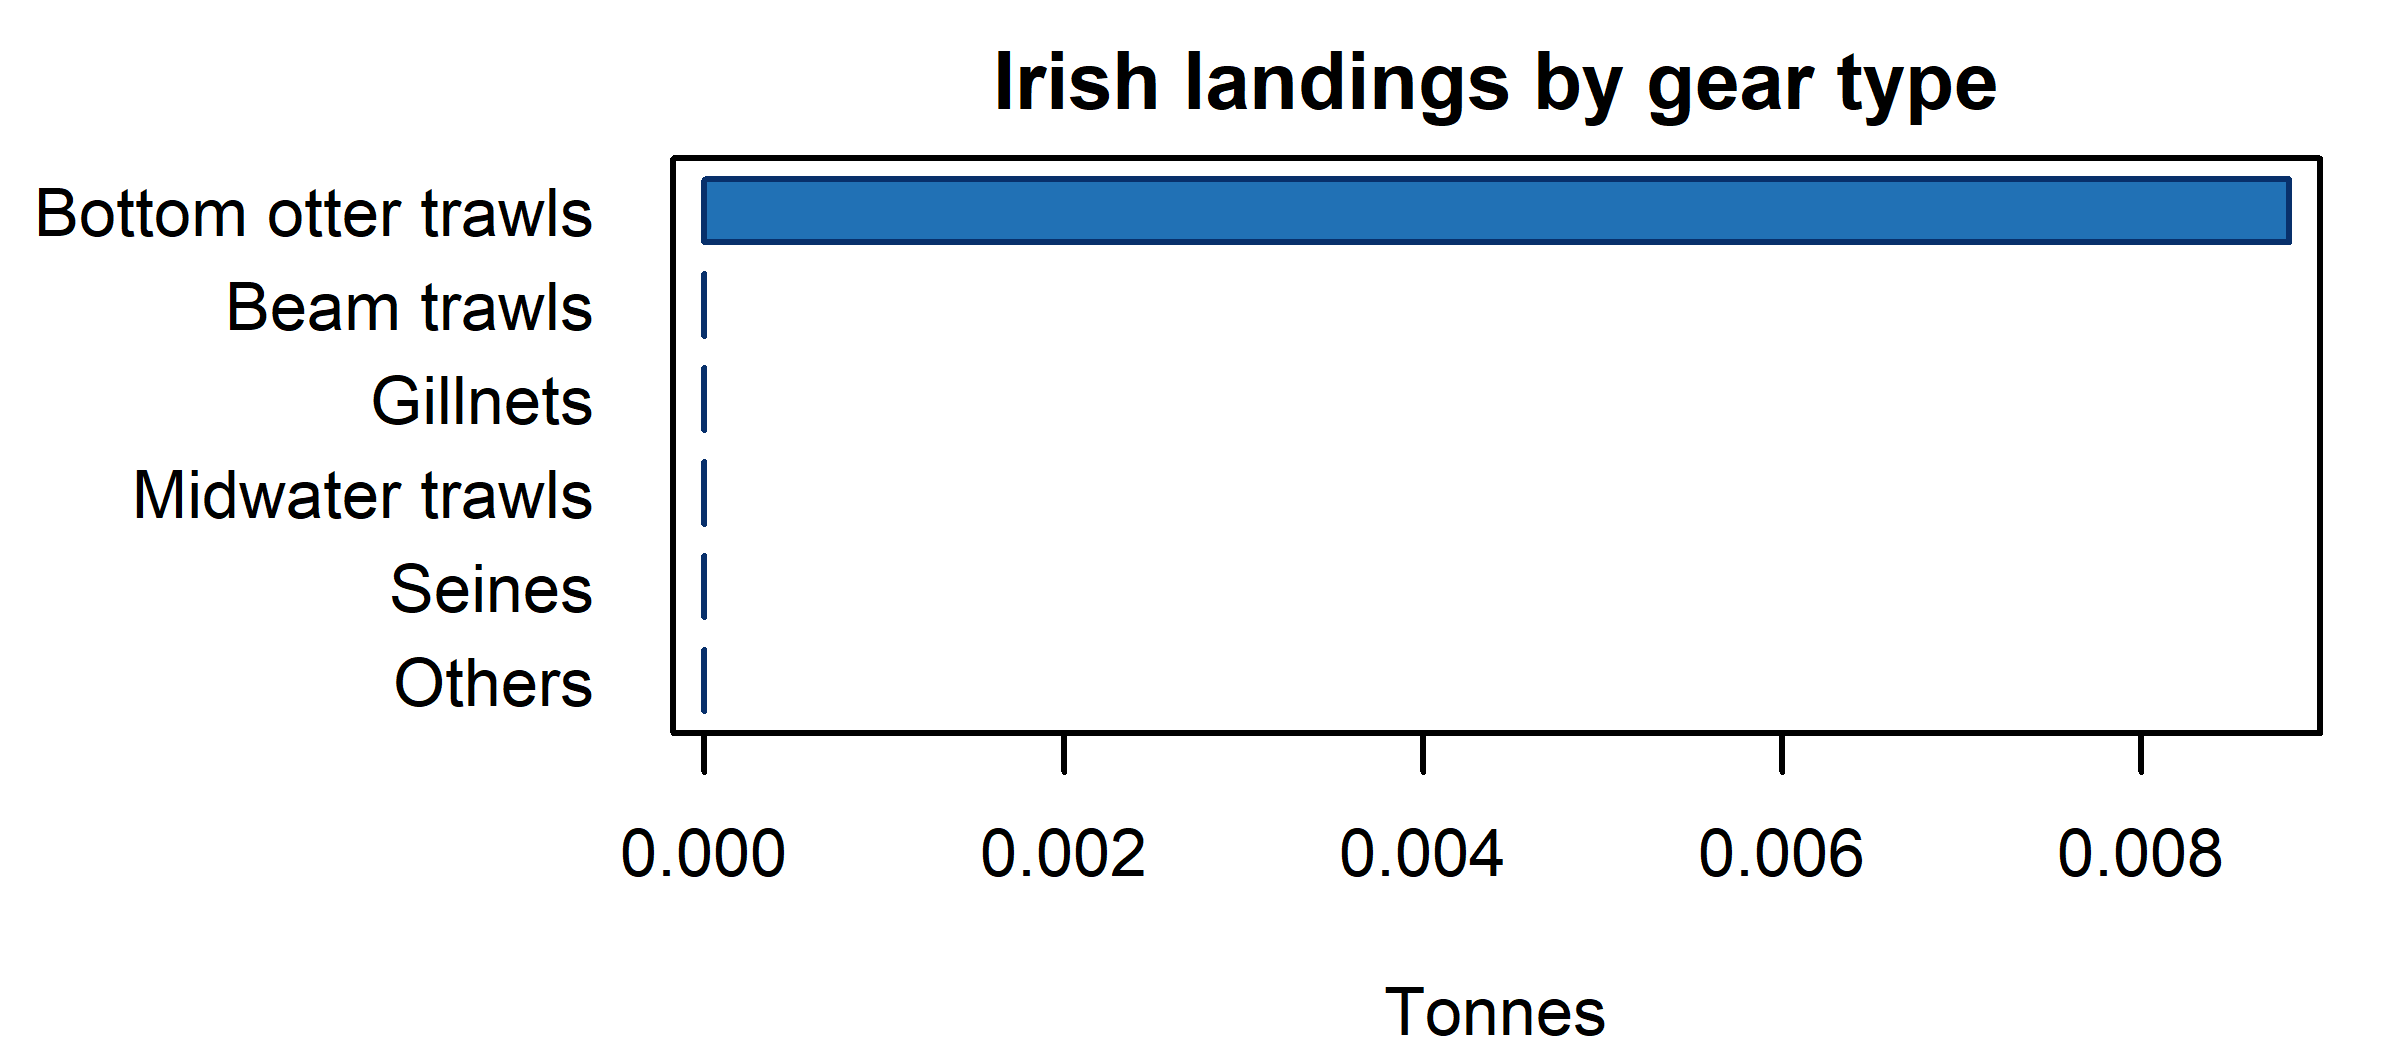 Irish landings by gear type
Bottom otter trawls
Beam trawls
Gillnets
Midwater trawls
Seines
Others
0.000 0.002 0.004 0.006 0.008
Tonnes